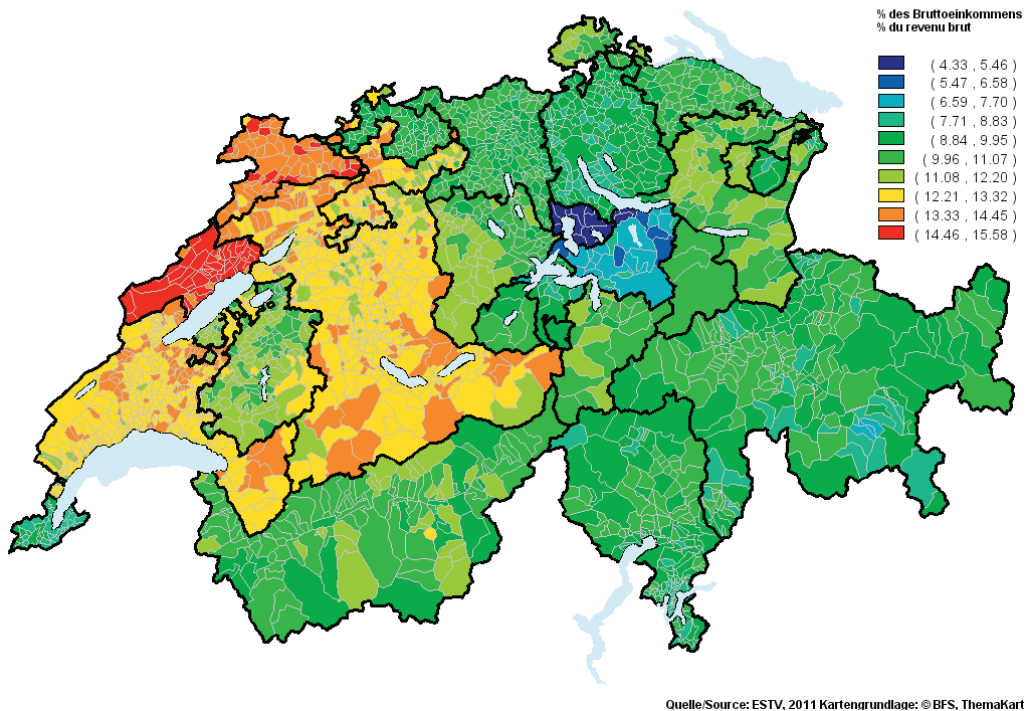 % des Bruttoeinkommens
% du revenu brut
( 4.33 , 5.46 )
( 5.47 , 6.58 )
( 6.59 , 7.70 )
( 7.71 , 8.83 )
( 8.84 , 9.95 )
( 9.96 , 11.07 )
( 11.08 , 12.20 )
( 12.21 , 13.32 )
( 13.33 , 14.45 )
( 14.46 , 15.58 )
Quelle/Source: ESTV, 2011 Kartengrundlage: © BFS, ThemaKart